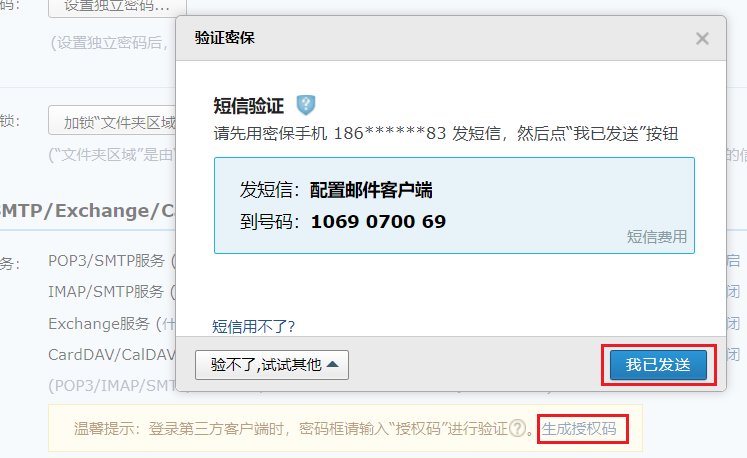 码：
设置独立密码...
(设置独立密码后，
验证密保
短信验证
请先用密保手机 186******83 发短信，然后点“我已发送”按钮
锁：
加锁“文件夹区域
(“文件夹区域”是由“
的信
发短信：配置邮件客户端
到号码：1069 0700 69
短信费用
SMTP/Exchange/Ca
务：
POP3/SMTP服务 (
启
IMAP/SMTP服务 (
闭
Exchange服务 (什
闭
CardDAV/CalDAV
闭
(POP3/IMAP/SMT
短信用不了?
验不了,试试其他
我已发送
温馨提示：登录第三方客户端时，密码框请输入“授权码”进行验证?。生成授权码